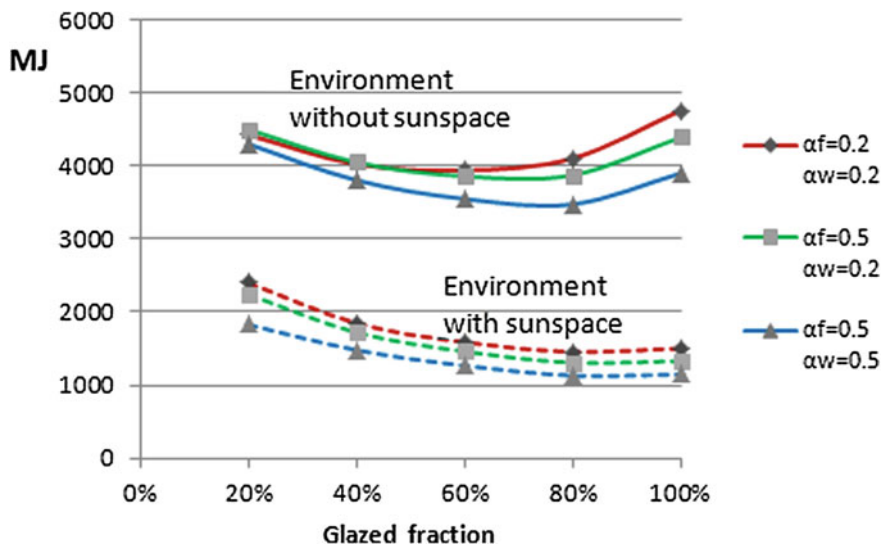 6000
MJ
5000
4000
3000
2000
1000
0
Environment
without sunspace
Environment
with sunspace
0%
20%
40%
60%
80%
100%
Glazed fraction
αf=0.2
αw=0.2
αf=0.5
αw=0.2
αf=0.5
αw=0.5